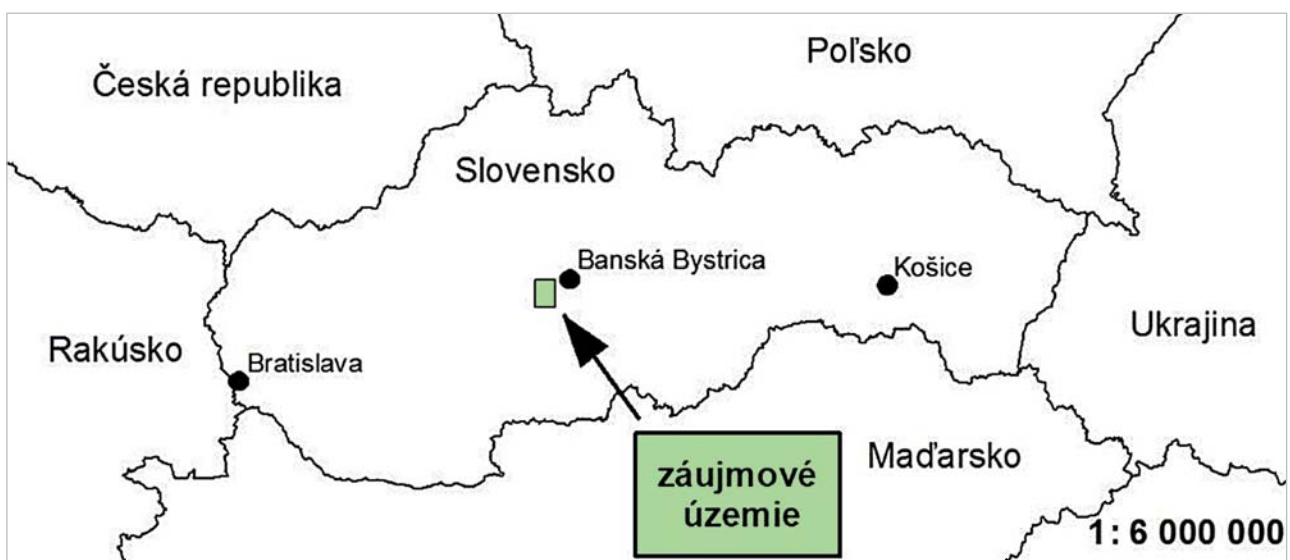 Poľsko
Česká republika
Slovensko
Banská Bystrica
Košice
Ukrajina
Rakúsko
Bratislava
Maďarsko
záujmové
územie
1: 6 000 000